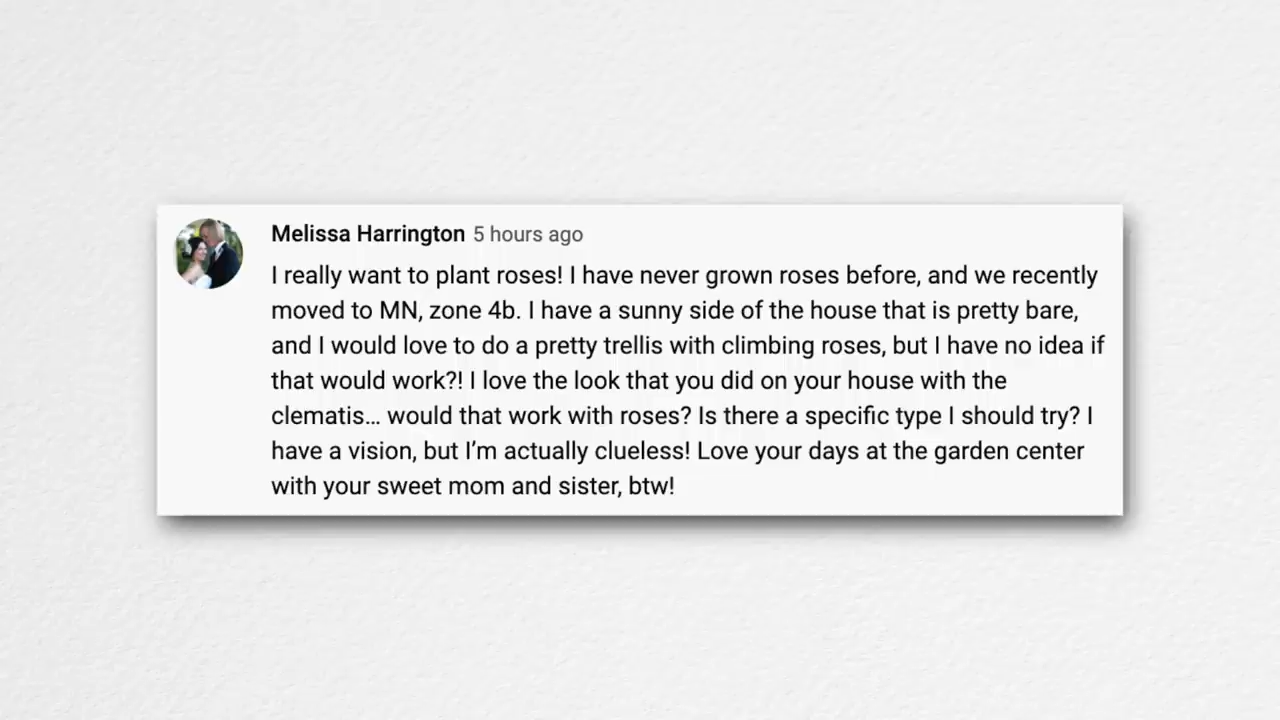 Melissa Harrington 5 hours ago
I really want to plant roses! I have never grown roses before, and we recently
moved to MN, zone 4b. I have a sunny side of the house that is pretty bare,
and I would love to do a pretty trellis with climbing roses, but I have no idea if
that would work?! I love the look that you did on your house with the
clematis... would that work with roses? Is there a specific type I should try? I
have a vision, but I’m actually clueless! Love your days at the garden center
with your sweet mom and sister, btw!